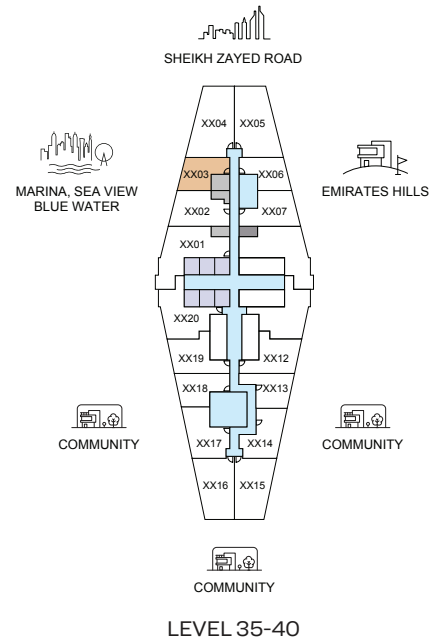 SHEIKH ZAYED ROAD
XX04
XX05
MARINA, SEA VIEW
BLUE WATER
XX03
XX06
EMIRATES HILLS
XX02
XX07
XX01
XX20
XX19
XX12
XX18
XX13
COMMUNITY
XX17
XX14
COMMUNITY
XX16
XX15
COMMUNITY
LEVEL 35-40